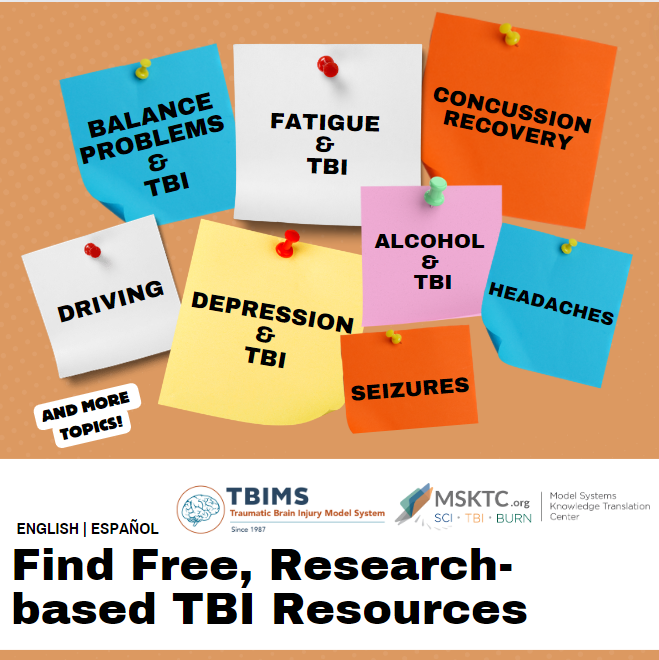 BALANCE
PROBLEMS
&
TBI
FATIGUE
&
TBI
CONCUSSION
RECOVERY
DRIVING
DEPRESSION
&
TBI
ALCOHOL
&
TBI
HEADACHES
SEIZURES
AND MORE
TOPICS!
TBIMS
Traumatic Brain Injury Model System
Since 1987
MSKTC.org
SCI · TBI · BURN
Model Systems
Knowledge Translation
Center
ENGLISH | ESPAÑOL
Find Free, Research-
based TBI Resources